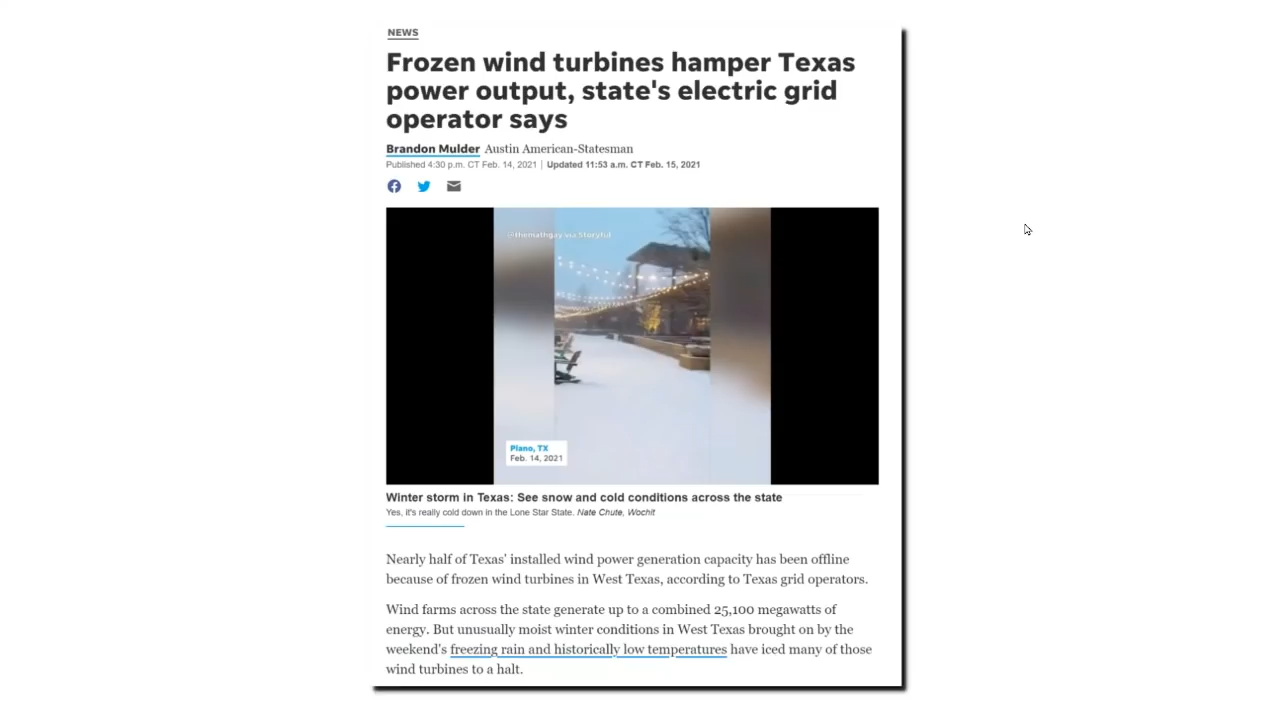 NEWS
Frozen wind turbines hamper Texas
power output, state's electric grid
operator says
Brandon Mulder Austin American-Statesman
Published 4:30 p.m. CT Feb. 14, 2021 | Updated 11:53 a.m. CT Feb. 15, 2021
@themathgay via Storyful
Plano, TX
Feb. 14, 2021
Winter storm in Texas: See snow and cold conditions across the state
Yes, it's really cold down in the Lone Star State. Nate Chute, Wochit
Nearly half of Texas' installed wind power generation capacity has been offline
because of frozen wind turbines in West Texas, according to Texas grid operators.
Wind farms across the state generate up to a combined 25,100 megawatts of
energy. But unusually moist winter conditions in West Texas brought on by the
weekend's freezing rain and historically low temperatures have iced many of those
wind turbines to a halt.